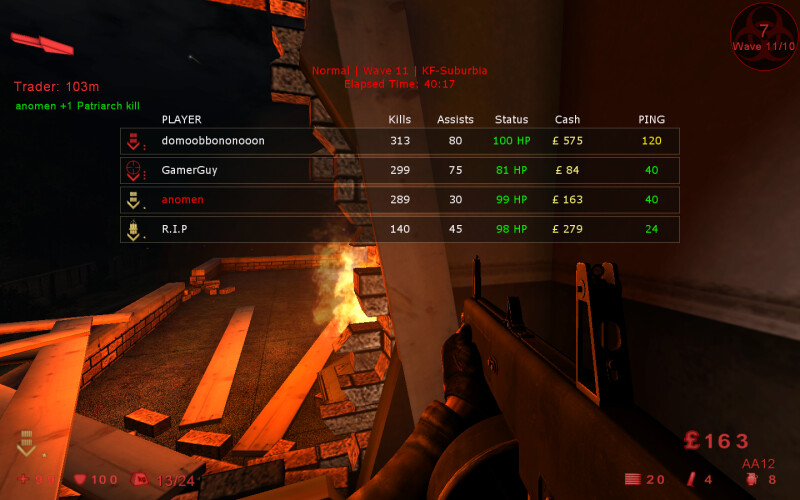 7
Wave 11/10
Normal | Wave 11 | KF-Suburbia
Elapsed Time: 40:17
Trader: 103m
anomen +1 Patriarch kill
PLAYER Kills Assists Status Cash PING
domoobbononooon 313 80 100 HP £ 575 120
GamerGuy 299 75 81 HP £ 84 40
anomen 289 30 99 HP £ 163 40
R.I.P 140 45 98 HP £ 279 24
£163
AA12
99 100 13/24 20 4 8